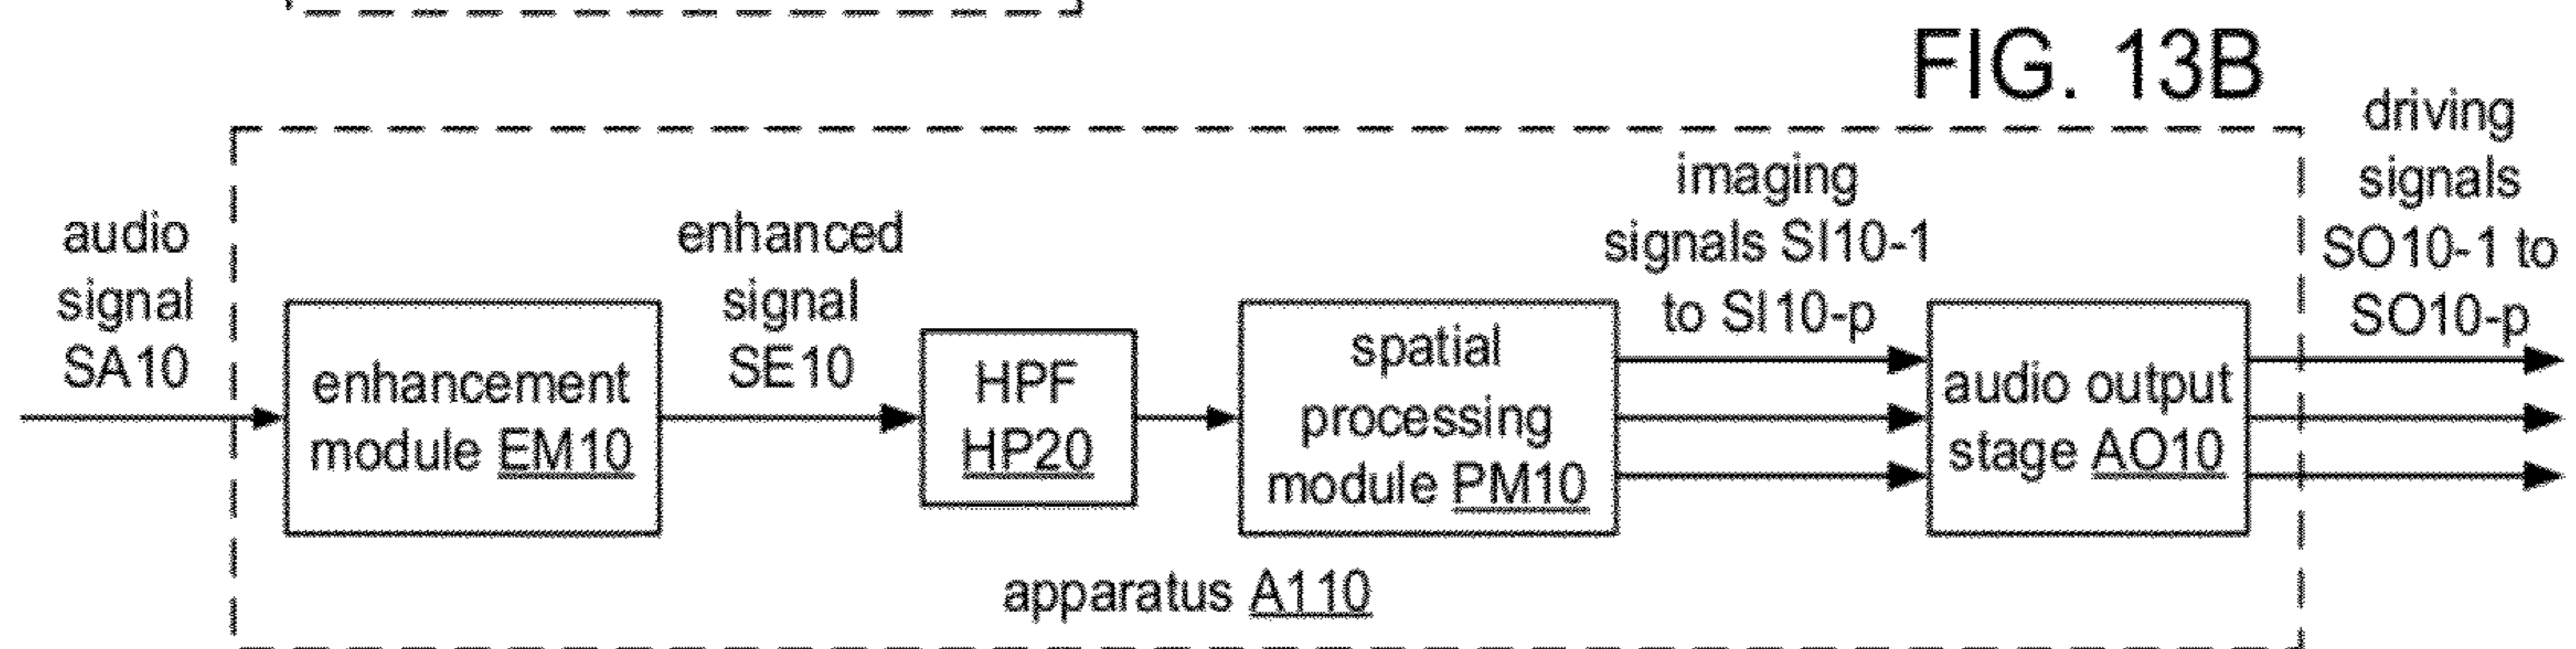 FIG. 13B
audio
signal
SA10
enhancement
module EM10
enhanced
signal
SE10
HPF
HP20
spatial
processing
module PM10
imaging
signals SI10-1
to SI10-p
audio output
stage AO10
driving
signals
SO10-1 to
SO10-p
apparatus A110